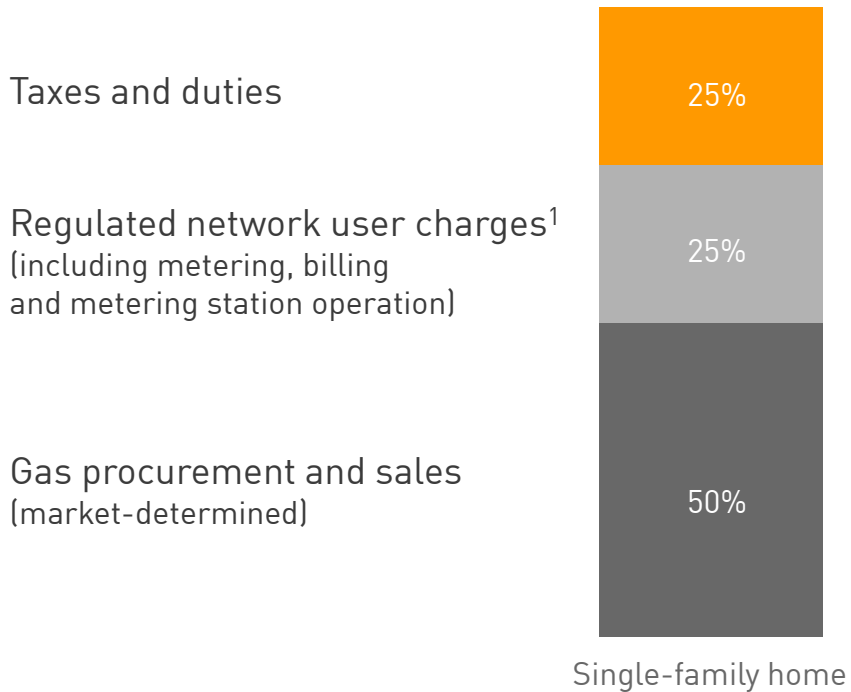 Taxes and duties
25%
Regulated network user charges¹
(including metering, billing
and metering station operation)
25%
Gas procurement and sales
(market-determined)
50%
Single-family home